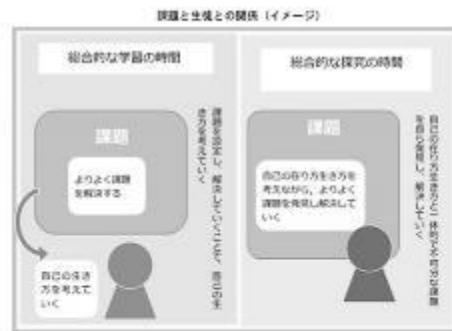 課題と生徒との関係（イメージ）
総合的な学習の時間
課題
よりよく課題
を解決する
自己の生き
方を考えて
いく
課題を設定し、解決していくことで、自己の生
き方を考えていく
総合的な探究の時間
課題
自己の在り方生き方を
考えながら、よりよく
課題を発見し解決して
いく
自己の在り方生き方と一体的で不可分な課題
を自ら発見し、解決していく